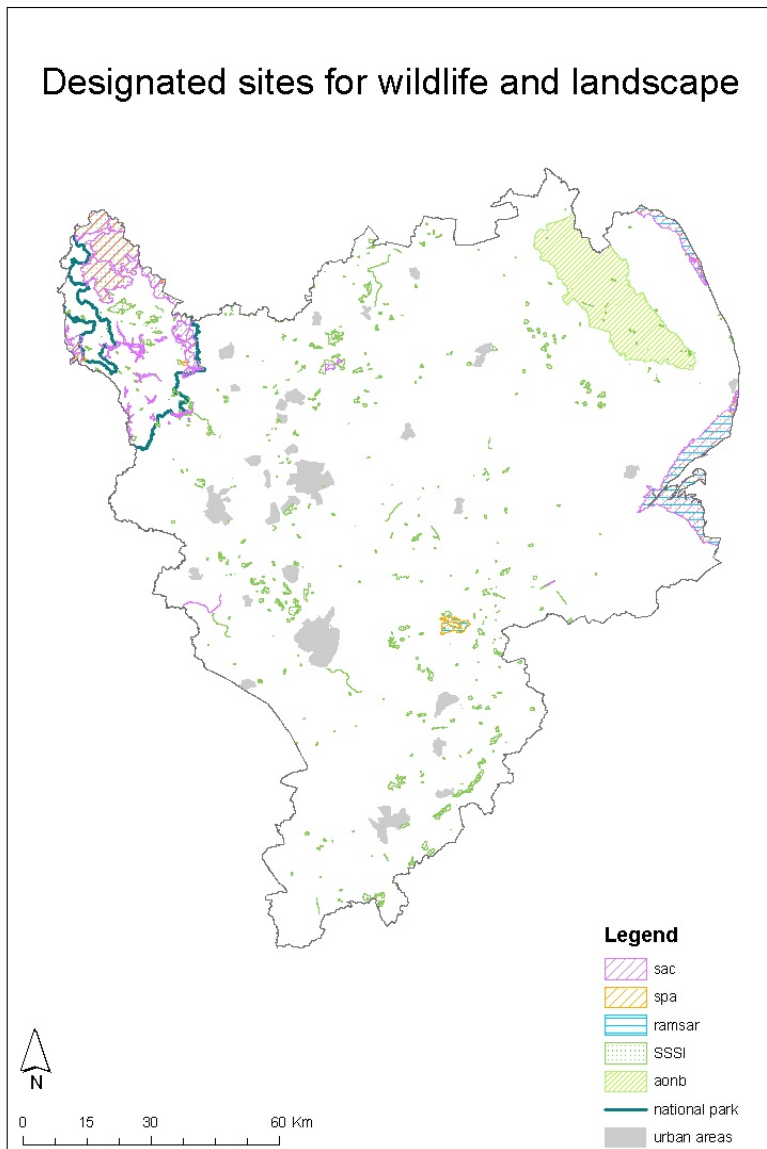 Designated sites for wildlife and landscape
Legend
sac
spa
ramsar
SSSI
aonb
national park
urban areas
N
0 15 30 60 Km